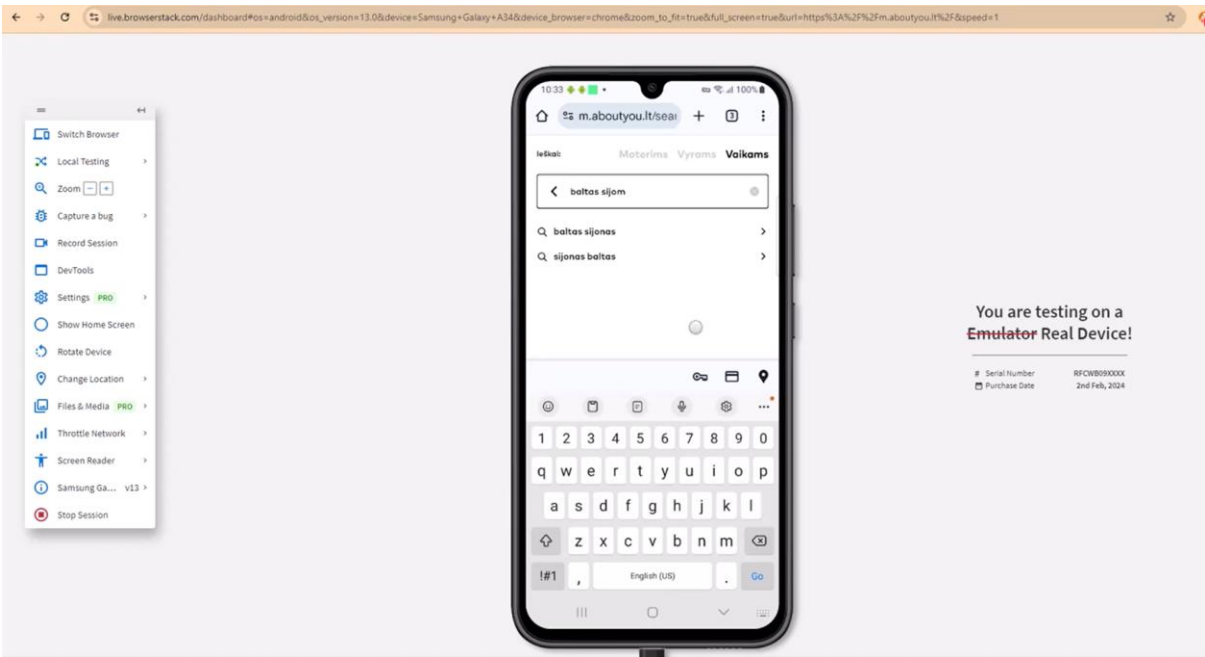 live.browserstack.com/dashboard#os=android&os_version=13.0&device=Samsung+Galaxy+A34&device_browser=chrome&zoom_to_fit=true&full_screen=true&url=https%3A%2F%2Fm.aboutyou.lt%2F&speed=1
Switch Browser
Local Testing
Zoom - +
Capture a bug
Record Session
DevTools
Settings PRO
Show Home Screen
Rotate Device
Change Location
Files & Media PRO
Throttle Network
Screen Reader
Samsung Ga... v13
Stop Session
10:33 100%
m.aboutyou.lt/sear 3
Ieškai: Moterims Vyrams Vaikams
baltas sijom
baltas sijonas
sijonas baltas
1 2 3 4 5 6 7 8 9 0
q w e r t y u i o p
a s d f g h j k l
z x c v b n m
!#1 , English (US) . Go
You are testing on a
Emulator Real Device!
# Serial Number RFCWB09XXXX
Purchase Date 2nd Feb, 2024